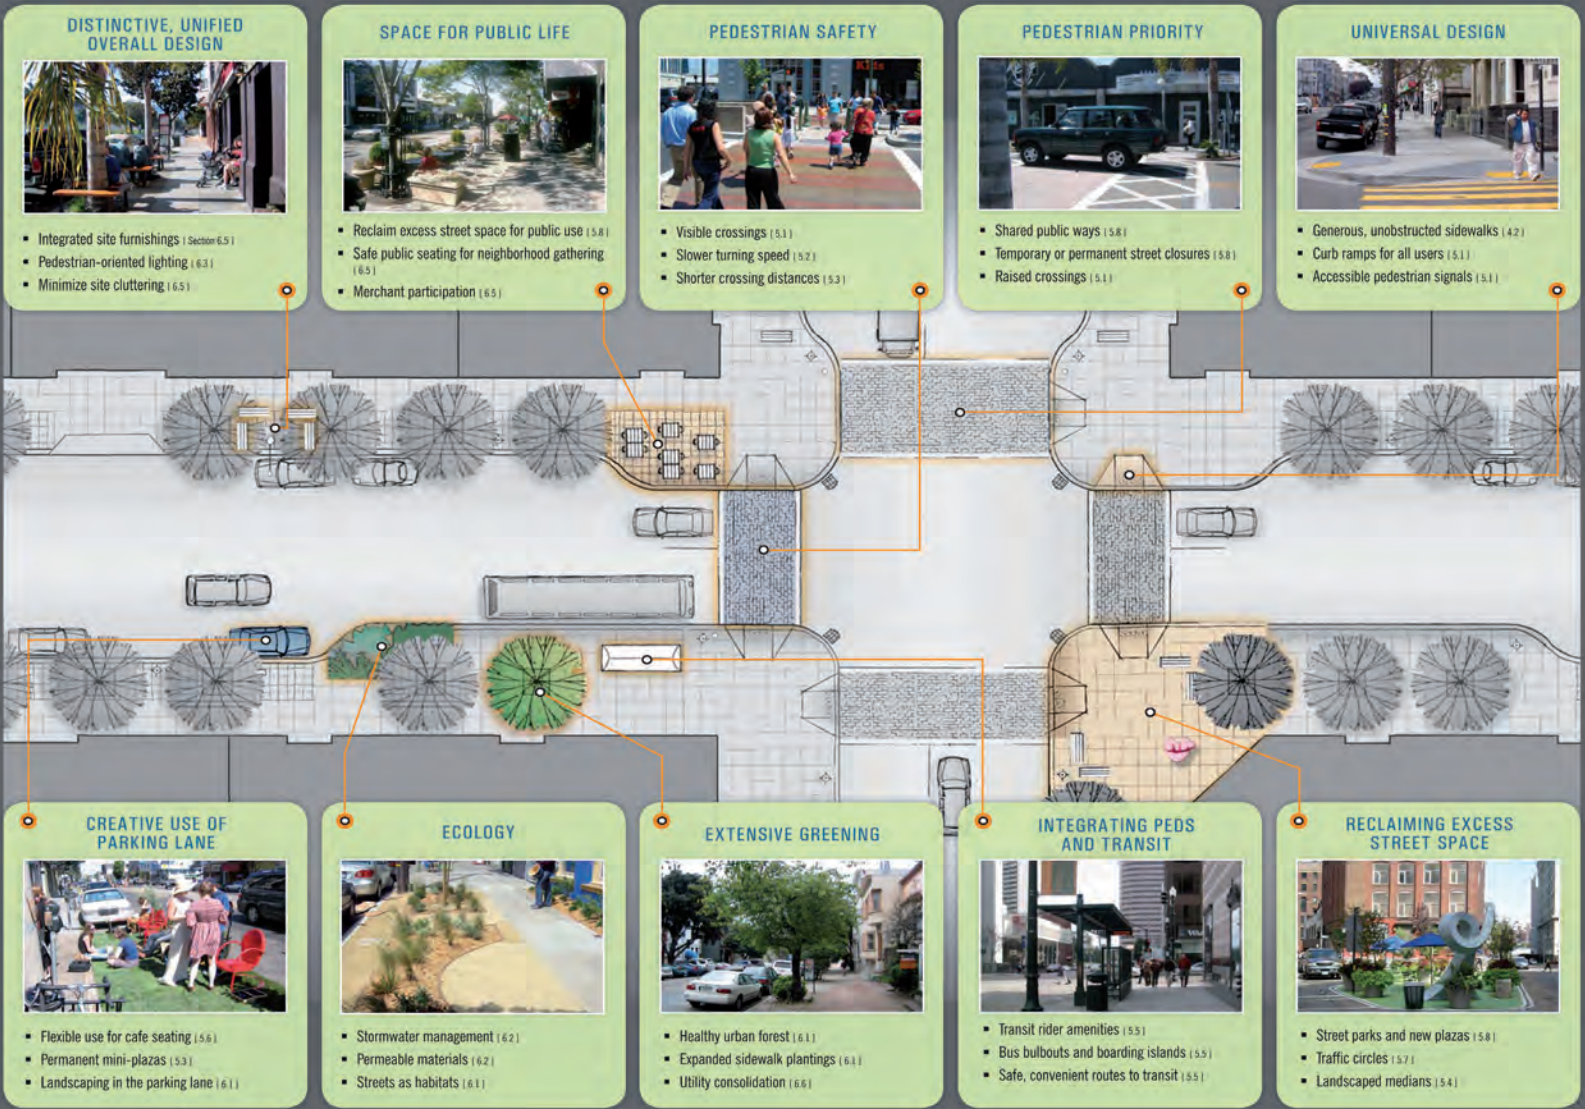 DISTINCTIVE, UNIFIED
OVERALL DESIGN
Integrated site furnishings (Section 6.5)
Pedestrian-oriented lighting (6.3)
Minimize site cluttering (6.5)
SPACE FOR PUBLIC LIFE
Reclaim excess street space for public use (5.8)
Safe public seating for neighborhood gathering
(6.5)
Merchant participation (6.5)
PEDESTRIAN SAFETY
Visible crossings (5.1)
Slower turning speed (5.2)
Shorter crossing distances (5.3)
PEDESTRIAN PRIORITY
Shared public ways (5.8)
Temporary or permanent street closures (5.8)
Raised crossings (5.1)
UNIVERSAL DESIGN
Generous, unobstructed sidewalks (4.2)
Curb ramps for all users (5.1)
Accessible pedestrian signals (5.1)
CREATIVE USE OF
PARKING LANE
Flexible use for cafe seating (5.6)
Permanent mini-plazas (5.3)
Landscaping in the parking lane (6.1)
ECOLOGY
Stormwater management (6.2)
Permeable materials (6.2)
Streets as habitats (6.1)
EXTENSIVE GREENING
Healthy urban forest (6.1)
Expanded sidewalk plantings (6.1)
Utility consolidation (6.6)
INTEGRATING PEDS
AND TRANSIT
Transit rider amenities (5.5)
Bus bulbouts and boarding islands (5.5)
Safe, convenient routes to transit (5.5)
RECLAIMING EXCESS
STREET SPACE
Street parks and new plazas (5.8)
Traffic circles (5.7)
Landscaped medians (5.4)